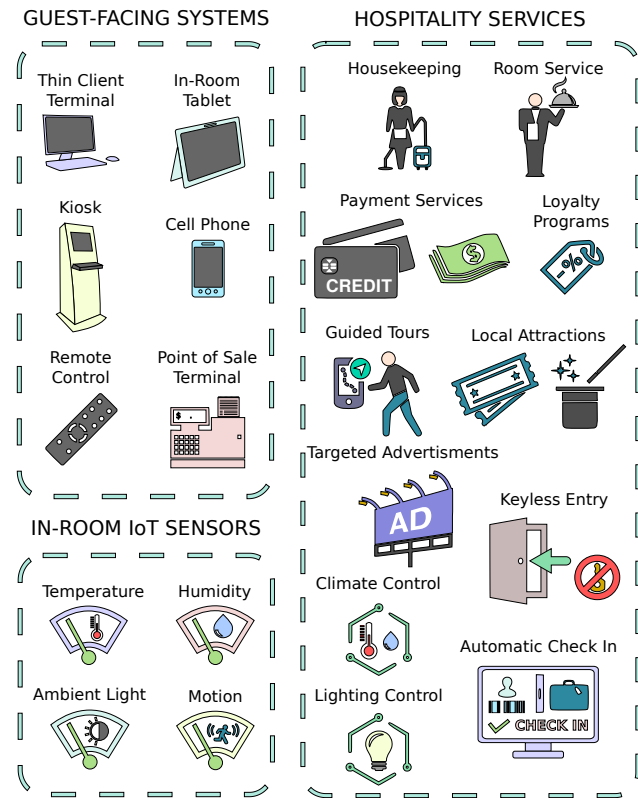 GUEST-FACING SYSTEMS
Thin Client
Terminal
In-Room
Tablet
Kiosk
Cell Phone
Remote
Control
Point of Sale
Terminal
$ .
IN-ROOM IoT SENSORS
Temperature
Humidity
Ambient Light
Motion
HOSPITALITY SERVICES
Housekeeping
Room Service
Payment Services
CREDIT
$
Loyalty
Programs
-%-
Guided Tours
Local Attractions
Targeted Advertisments
AD
Keyless Entry
Climate Control
Automatic Check In
CHECK IN
Lighting Control